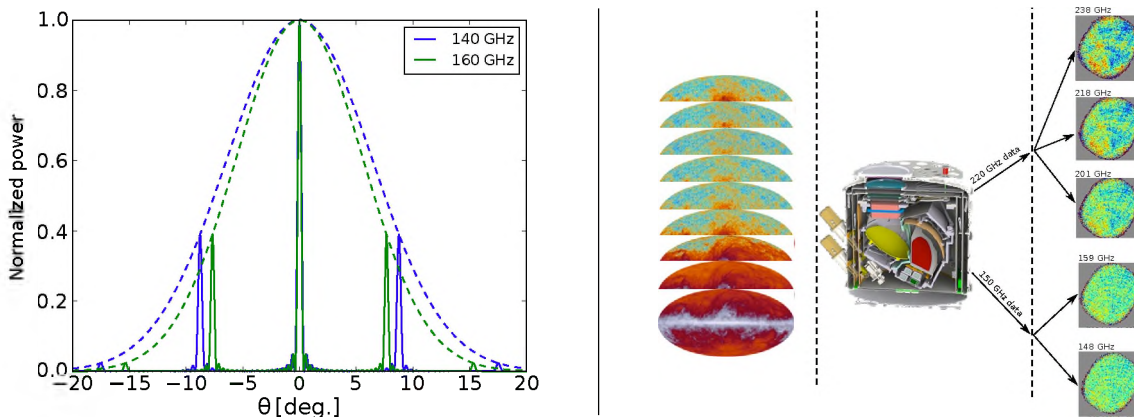 1.0
140 GHz
160 GHz
0.8
0.6
0.4
0.2
0.0
Normalized power
−20 −15 −10 −5 0 5 10 15 20
θ [deg.]
238 GHz
218 GHz
220 GHz data
201 GHz
159 GHz
150 GHz data
148 GHz